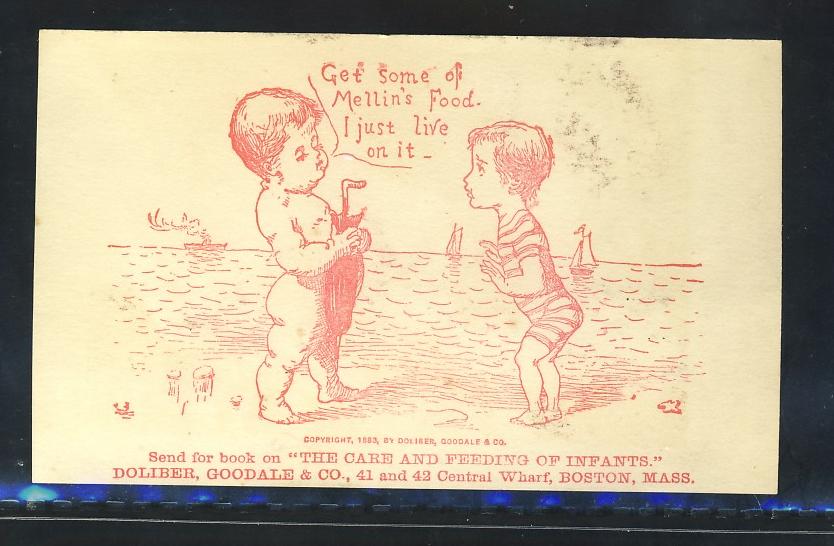 Get some of
Mellin's Food.
I just live
on it_
COPYRIGHT, 1883, BY DOLIBER, GOODALE & CO.
Send for book on "THE CARE AND FEEDING OF INFANTS."
DOLIBER, GOODALE & CO., 41 and 42 Central Wharf, BOSTON, MASS.